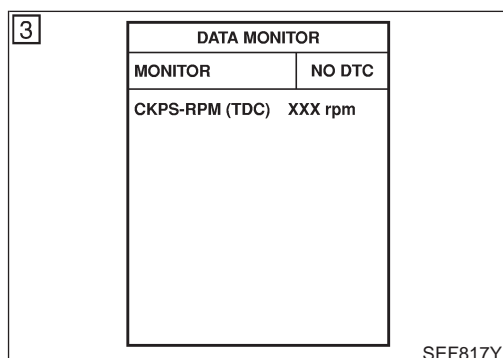 3
DATA MONITOR
MONITOR NO DTC
CKPS-RPM (TDC) XXX rpm
SEF817Y